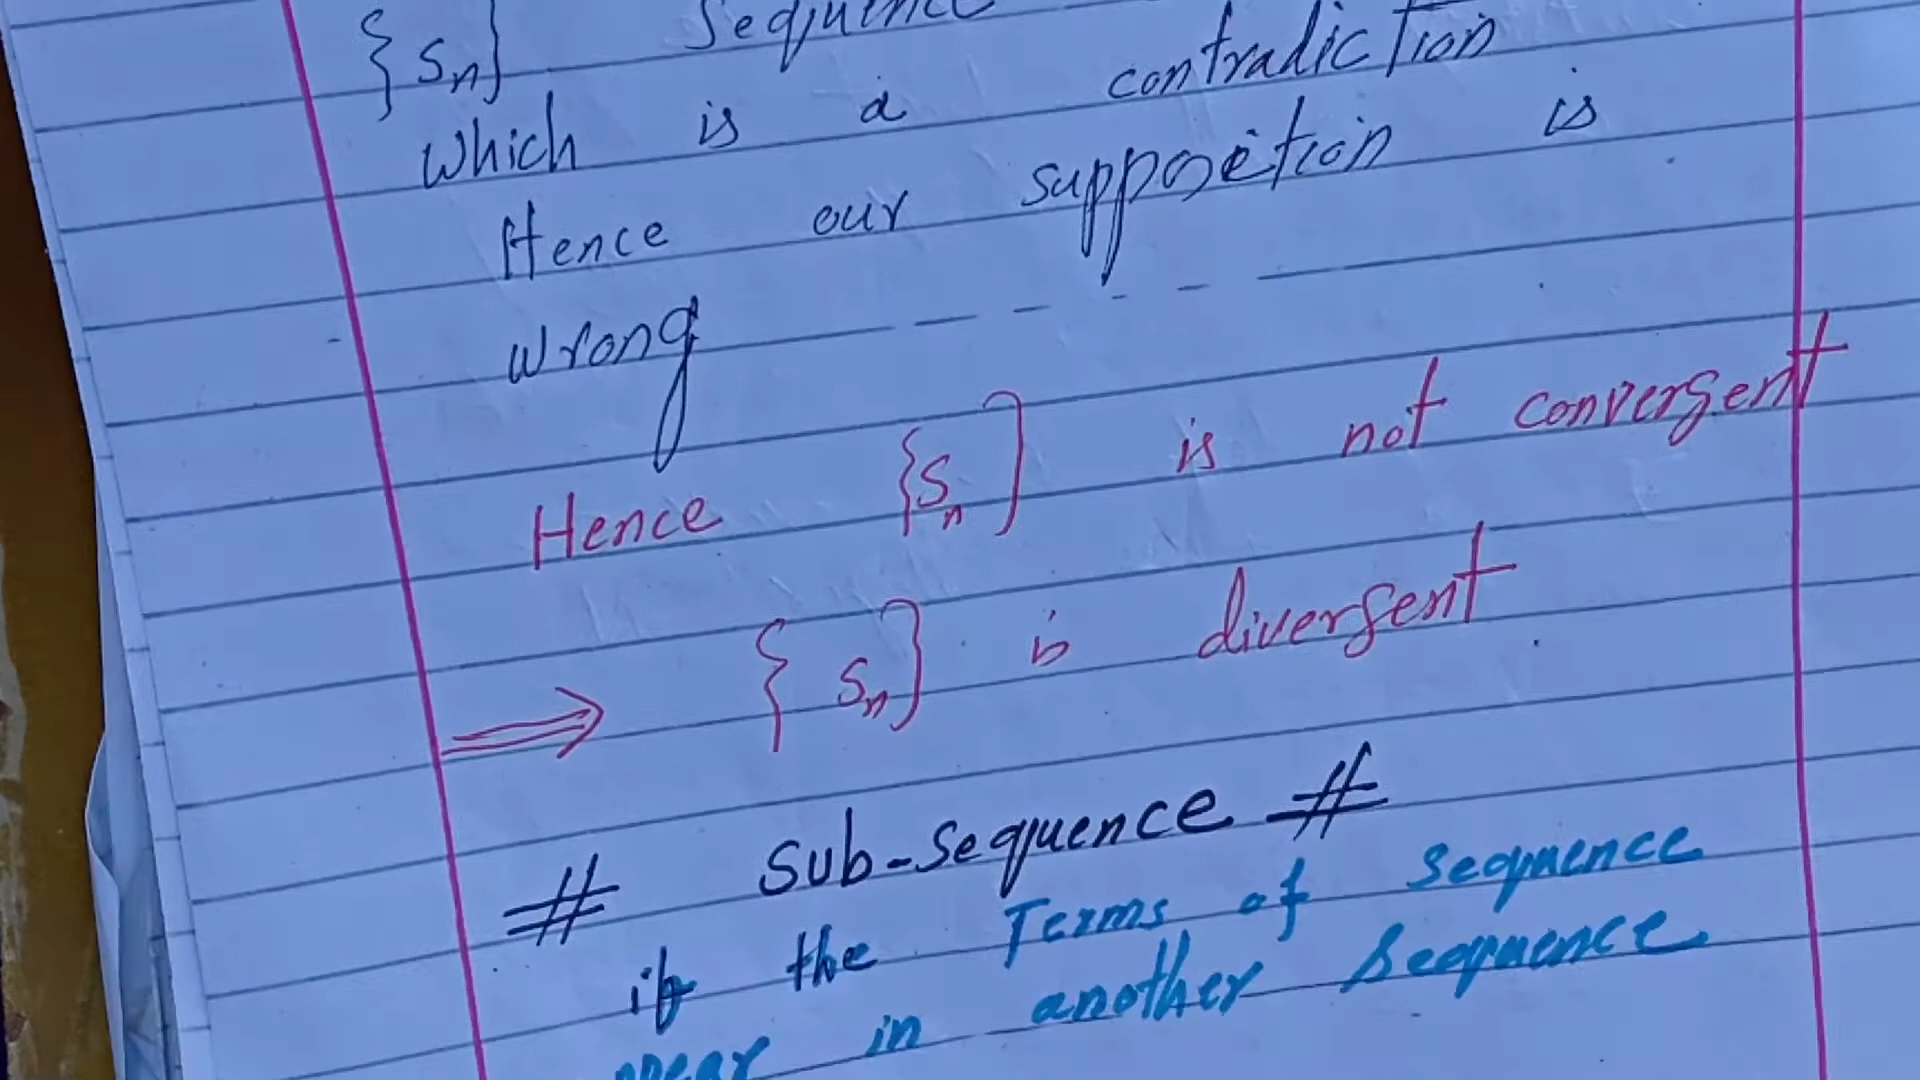 {Sn} Sequence
which is a contradiction
Hence our supposition is
wrong
Hence {Sn} is not convergent
⟹ {Sn} is divergent
# Sub-Sequence #
if the Terms of Sequence
in another Sequence